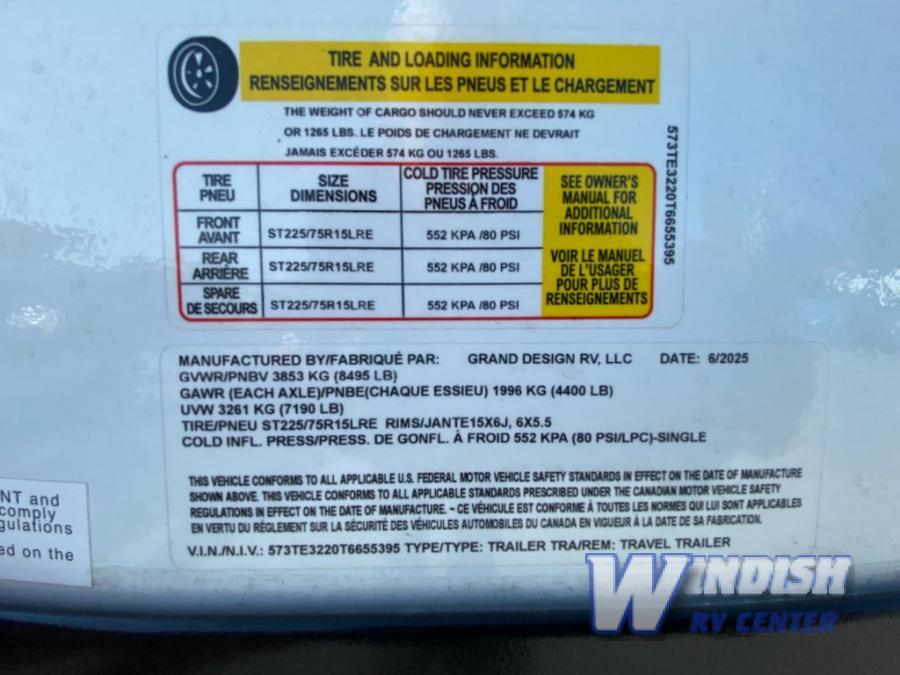 TIRE AND LOADING INFORMATION
RENSEIGNEMENTS SUR LES PNEUS ET LE CHARGEMENT
THE WEIGHT OF CARGO SHOULD NEVER EXCEED 574 KG
OR 1265 LBS. LE POIDS DE CHARGEMENT NE DEVRAIT
JAMAIS EXCÉDER 574 KG OU 1265 LBS.
TIRE
PNEU
SIZE
DIMENSIONS
COLD TIRE PRESSURE
PRESSION DES
PNEUS À FROID
FRONT
AVANT
ST225/75R15LRE
552 KPA /80 PSI
REAR
ARRIÈRE
ST225/75R15LRE
552 KPA /80 PSI
SPARE
DE SECOURS
ST225/75R15LRE
552 KPA /80 PSI
SEE OWNER'S
MANUAL FOR
ADDITIONAL
INFORMATION
VOIR LE MANUEL
DE L'USAGER
POUR PLUS DE
RENSEIGNEMENTS
573TE3220T6655395
MANUFACTURED BY/FABRIQUÉ PAR: GRAND DESIGN RV, LLC DATE: 6/2025
GVWR/PNBV 3853 KG (8495 LB)
GAWR (EACH AXLE)/PNBE(CHAQUE ESSIEU) 1996 KG (4400 LB)
UVW 3261 KG (7190 LB)
TIRE/PNEU ST225/75R15LRE RIMS/JANTE15X6J, 6X5.5
COLD INFL. PRESS/PRESS. DE GONFL. À FROID 552 KPA (80 PSI/LPC)-SINGLE
THIS VEHICLE CONFORMS TO ALL APPLICABLE U.S. FEDERAL MOTOR VEHICLE SAFETY STANDARDS IN EFFECT ON THE DATE OF MANUFACTURE
SHOWN ABOVE. THIS VEHICLE CONFORMS TO ALL APPLICABLE STANDARDS PRESCRIBED UNDER THE CANADIAN MOTOR VEHICLE SAFETY
REGULATIONS IN EFFECT ON THE DATE OF MANUFACTURE. ~ CE VÉHICULE EST CONFORME À TOUTES LES NORMES QUI LUI SONT APPLICABLES
EN VERTU DU RÉGLEMENT SUR LA SÉCURITÉ DES VÉHICULES AUTOMOBILES DU CANADA EN VIGUEUR À LA DATE DE SA FABRICATION.
V.I.N./N.I.V.: 573TE3220T6655395 TYPE/TYPE: TRAILER TRA/REM: TRAVEL TRAILER
NT and
comply
gulations
ed on the
WINDISH
RV CENTER